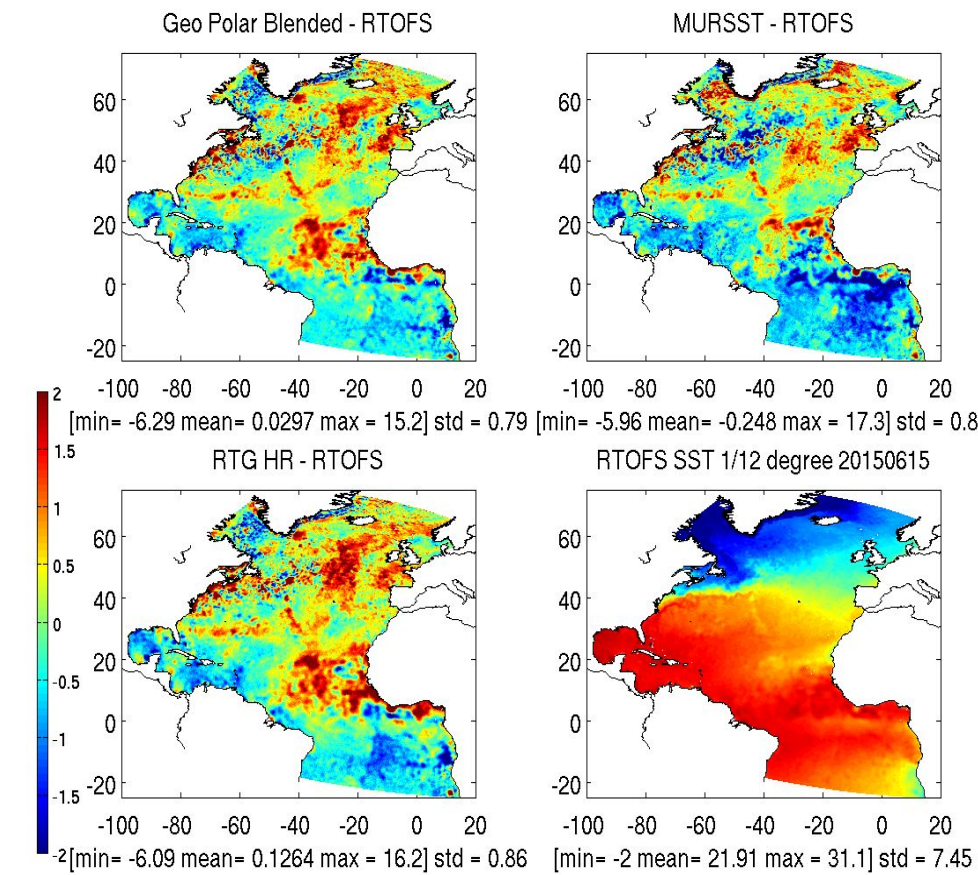 Geo Polar Blended - RTOFS
MURSST - RTOFS
60
40
20
0
-20
-100 -80 -60 -40 -20 0 20
60
40
20
0
-20
-100 -80 -60 -40 -20 0 20
[min= -6.29 mean= 0.0297 max = 15.2] std = 0.79
[min= -5.96 mean= -0.248 max = 17.3] std = 0.8
2
1.5
1
0.5
0
-0.5
-1
-1.5
-2
RTG HR - RTOFS
RTOFS SST 1/12 degree 20150615
60
40
20
0
-20
-100 -80 -60 -40 -20 0 20
60
40
20
0
-20
-100 -80 -60 -40 -20 0 20
[min= -6.09 mean= 0.1264 max = 16.2] std = 0.86
[min= -2 mean= 21.91 max = 31.1] std = 7.45